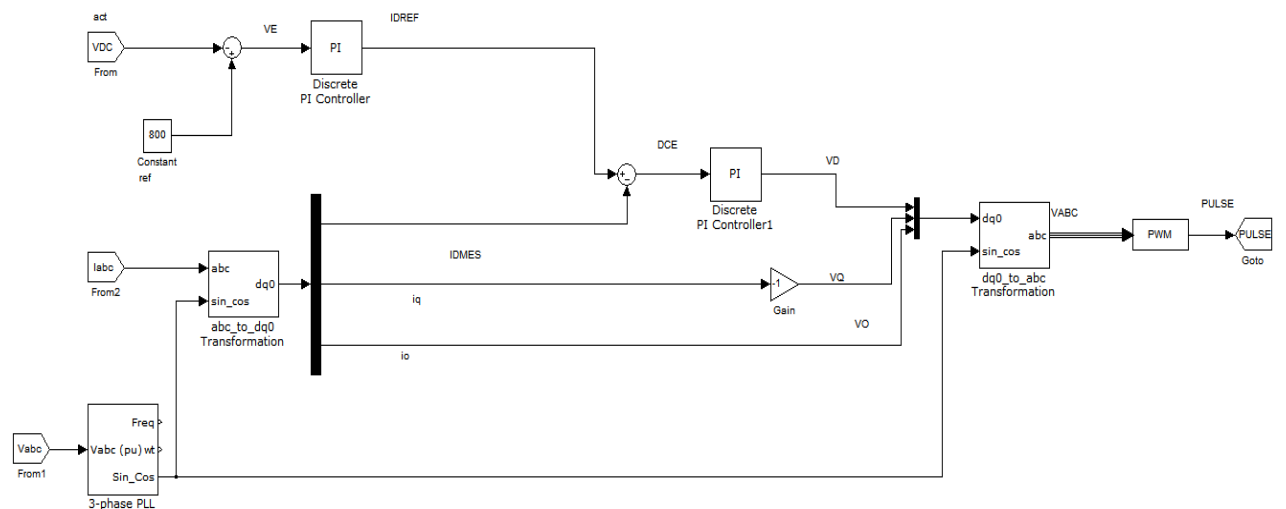 act
IDREF
VE
VDC
From
-
+
PI
Discrete
PI Controller
800
Constant
ref
DCE
+
-
PI
Discrete
PI Controller1
VD
VABC
PULSE
dq0
abc
sin_cos
dq0_to_abc
Transformation
PWM
PULSE
Goto
Iabc
From2
abc
dq0
sin_cos
abc_to_dq0
Transformation
IDMES
iq
-1
Gain
VQ
VO
io
Vabc
From1
Freq
Vabc (pu) wt
Sin_Cos
3-phase PLL